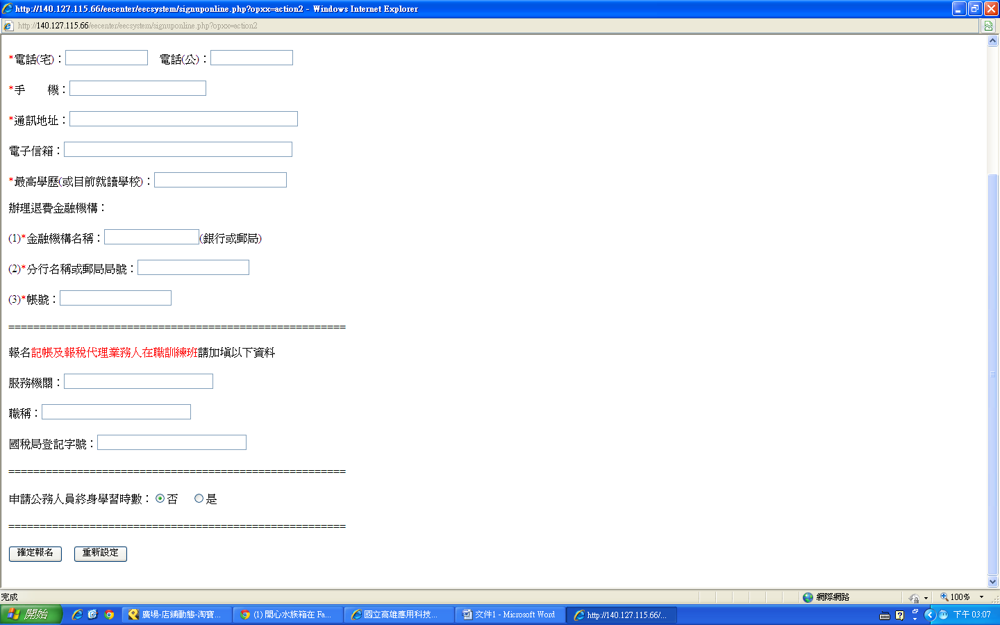 http://140.127.115.66/eecenter/eecsystem/signuponline.php?opxx=action2 - Windows Internet Explorer
http://140.127.115.66/eecenter/eecsystem/signuponline.php?opxx=action2
*電話(宅)： 電話(公)：
*手 機：
*通訊地址：
電子信箱：
*最高學歷(或目前就讀學校)：
辦理退費金融機構：
(1)*金融機構名稱： (銀行或郵局)
(2)*分行名稱或郵局局號：
(3)*帳號：
======================================================
報名記帳及報稅代理業務人在職訓練班請加填以下資料
服務機關：
職稱：
國稅局登記字號：
======================================================
申請公務人員終身學習時數： 否 是
======================================================
確定報名 重新設定
完成 網際網路 100%
開始 廣場-店鋪動態-淘寶... (1) 開心水族箱在 Fa... 國立高雄應用科技... 文件1 - Microsoft Word http://140.127.115.66/... 下午 03:07